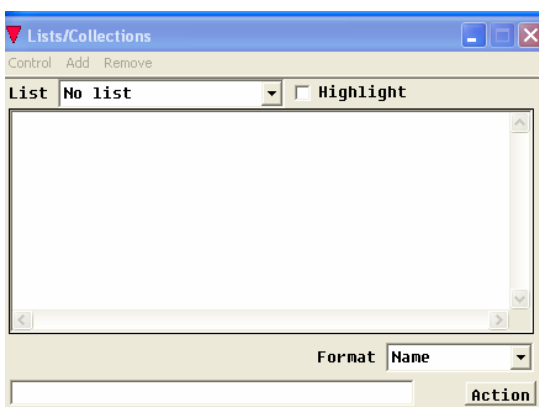 Lists/Collections
Control Add Remove
List No list Highlight
Format Name
Action